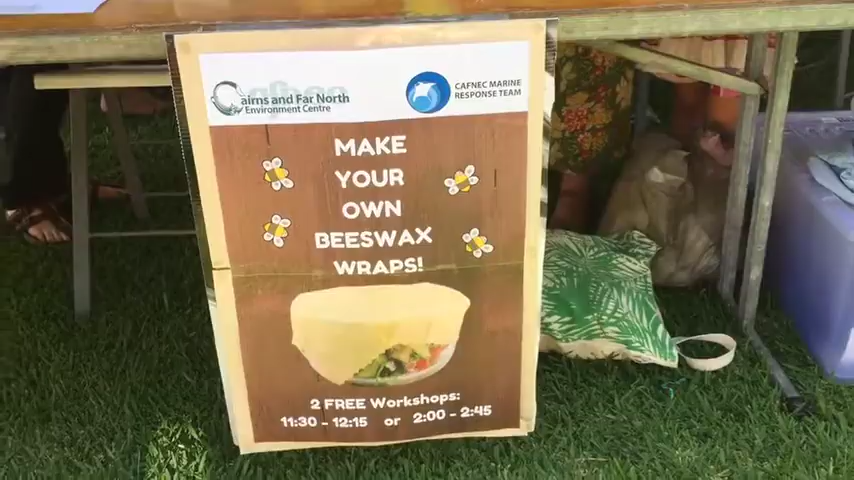 Cairns and Far North
Environment Centre
CAFNEC MARINE
RESPONSE TEAM
MAKE
YOUR
OWN
BEESWAX
WRAPS!
2 FREE Workshops:
11:30 - 12:15 or 2:00 - 2:45